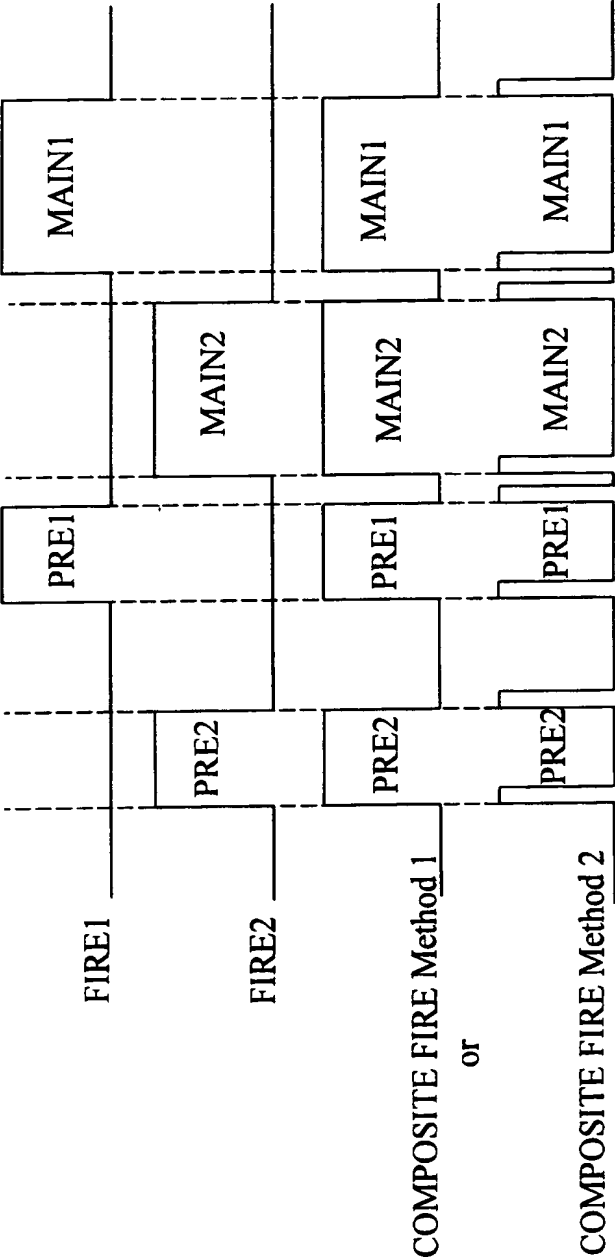 FIRE1
PRE1
MAIN1
FIRE2
PRE2
MAIN2
COMPOSITE FIRE Method 1
PRE2
PRE1
MAIN2
MAIN1
or
COMPOSITE FIRE Method 2
PRE2
PRE1
MAIN2
MAIN1